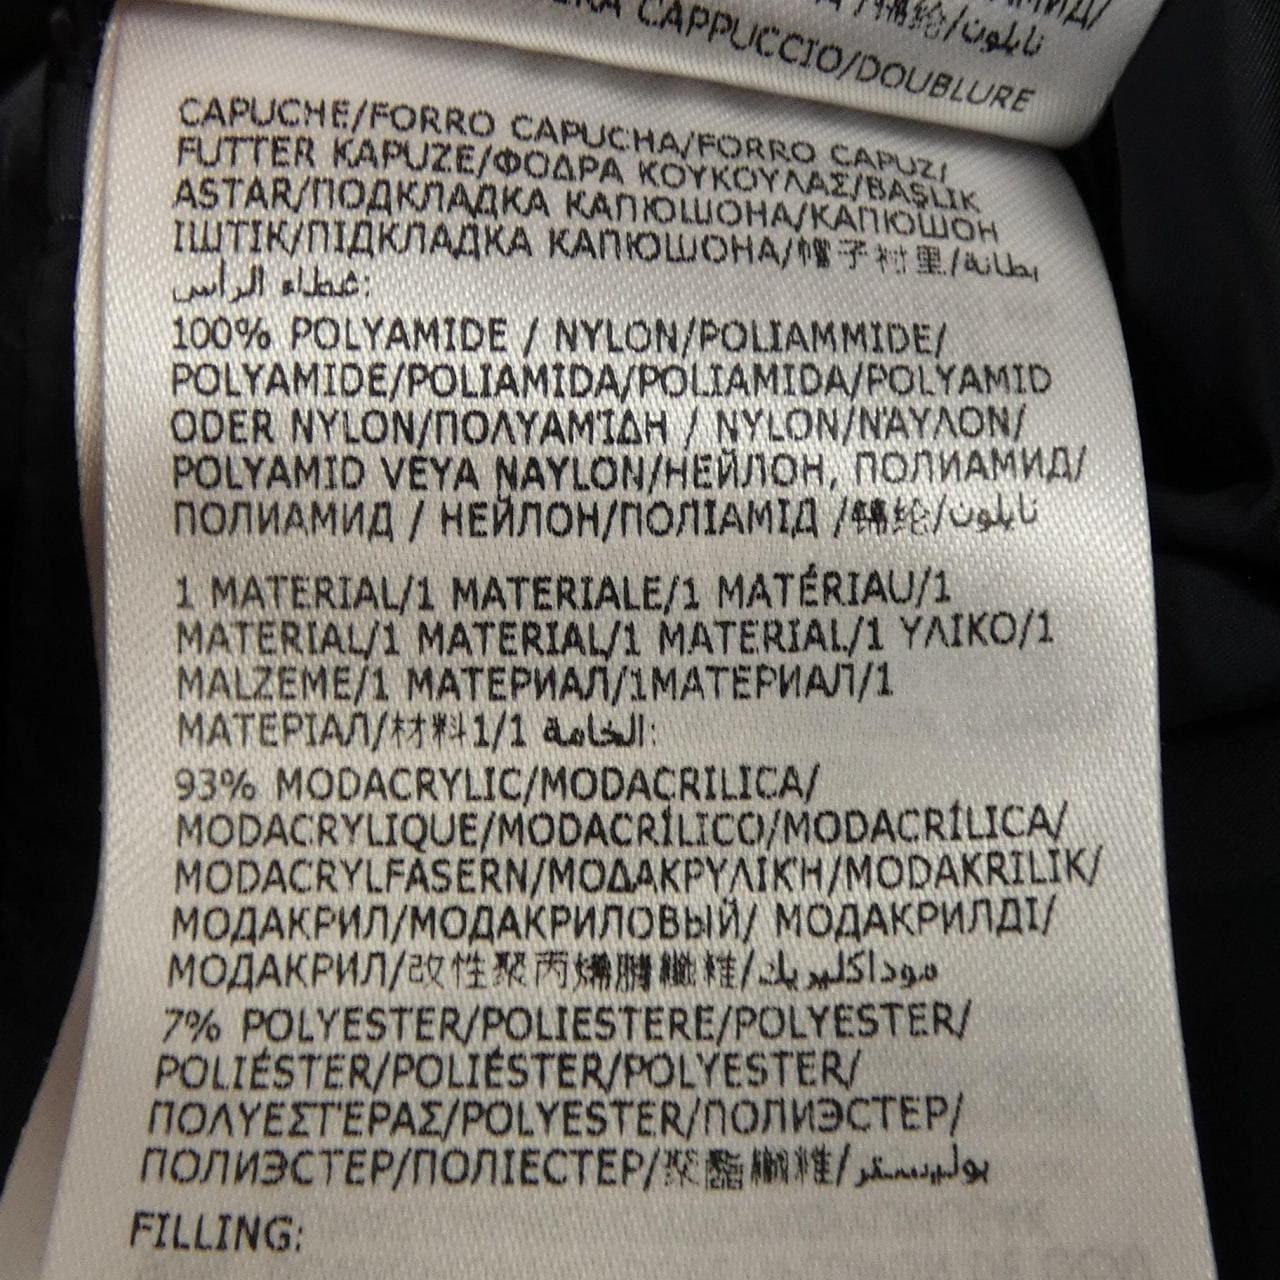 CAPPUCCIO/DOUBLURE
CAPUCHE/FORRO CAPUCHA/FORRO CAPUZ/
FUTTER KAPUZE/ΦΟΔΡΑ ΚΟΥΚΟΥΛΑΣ/BAŞLIK
ASTAR/ПОДКЛАДКА КАПЮШОНА/КАПЮШОН
ІШТІК/ПІДКЛАДКА КАПЮШОНА/帽子衬里/بطانة
غطاء الرأس:
100% POLYAMIDE / NYLON/POLIAMMIDE/
POLYAMIDE/POLIAMIDA/POLIAMIDA/POLYAMID
ODER NYLON/ΠΟΛΥΑΜΊΔΗ / NYLON/ΝΆΥΛΟΝ/
POLYAMID VEYA NAYLON/НЕЙЛОН, ПОЛИАМИД/
ПОЛИАМИД / НЕЙЛОН/ПОЛІАМІД /锦纶/نايلون
1 MATERIAL/1 MATERIALE/1 MATÉRIAU/1
MATERIAL/1 MATERIAL/1 MATERIAL/1 ΥΛΙΚΟ/1
MALZEME/1 МАТЕРИАЛ/1МАТЕРИАЛ/1
МАТЕРІАЛ/材料1/1 الخامة:
93% MODACRYLIC/MODACRILICA/
MODACRYLIQUE/MODACRÍLICO/MODACRÍLICA/
MODACRYLFASERN/ΜΟΔΑΚΡΥΛΙΚΉ/MODAKRILIK/
МОДАКРИЛ/МОДАКРИЛОВЫЙ/ МОДАКРИЛДІ/
МОДАКРИЛ/改性聚丙烯腈纖維/موداكليريك
7% POLYESTER/POLIESTERE/POLYESTER/
POLIÉSTER/POLIÉSTER/POLYESTER/
ΠΟΛΥΕΣΤΈΡΑΣ/POLYESTER/ПОЛИЭСТЕР/
ПОЛИЭСТЕР/ПОЛІЕСТЕР/聚酯纖維/بوليستر
FILLING: